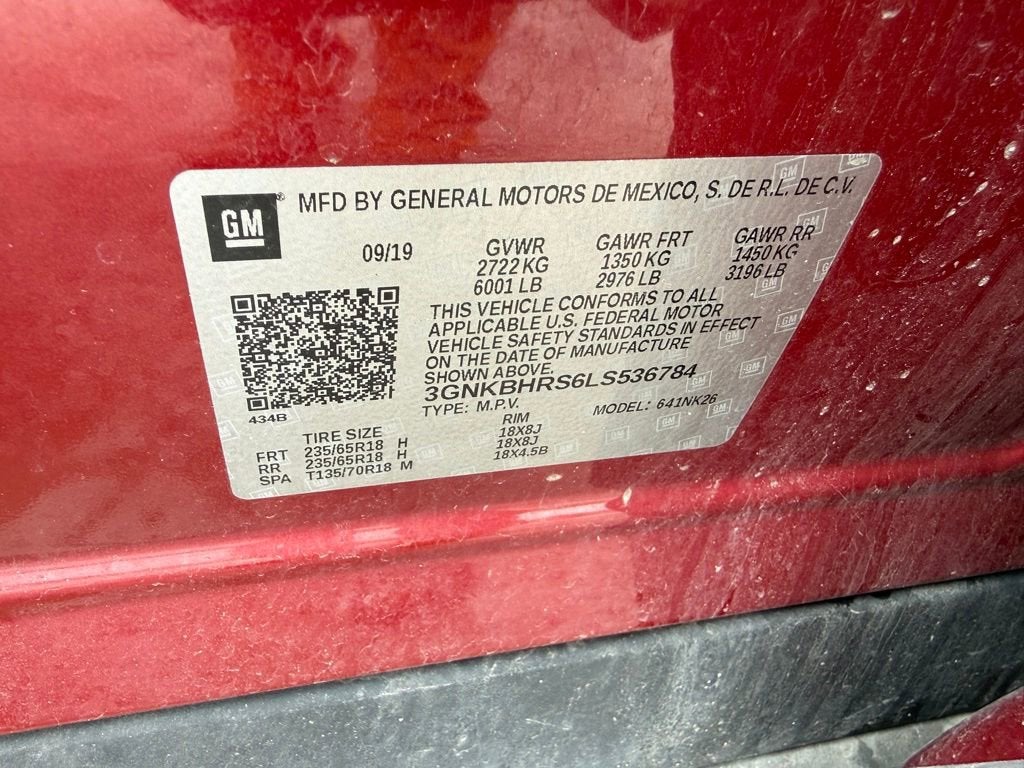 GM MFD BY GENERAL MOTORS DE MEXICO, S. DE R.L. DE C.V.
09/19 GVWR GAWR FRT GAWR RR
2722 KG 1350 KG 1450 KG
6001 LB 2976 LB 3196 LB
THIS VEHICLE CONFORMS TO ALL
APPLICABLE U.S. FEDERAL MOTOR
VEHICLE SAFETY STANDARDS IN EFFECT
ON THE DATE OF MANUFACTURE
SHOWN ABOVE.
3GNKBHRS6LS536784
434B TYPE: M.P.V. MODEL: 641NK26
TIRE SIZE RIM
FRT 235/65R18 H 18X8J
RR 235/65R18 H 18X8J
SPA T135/70R18 M 18X4.5B